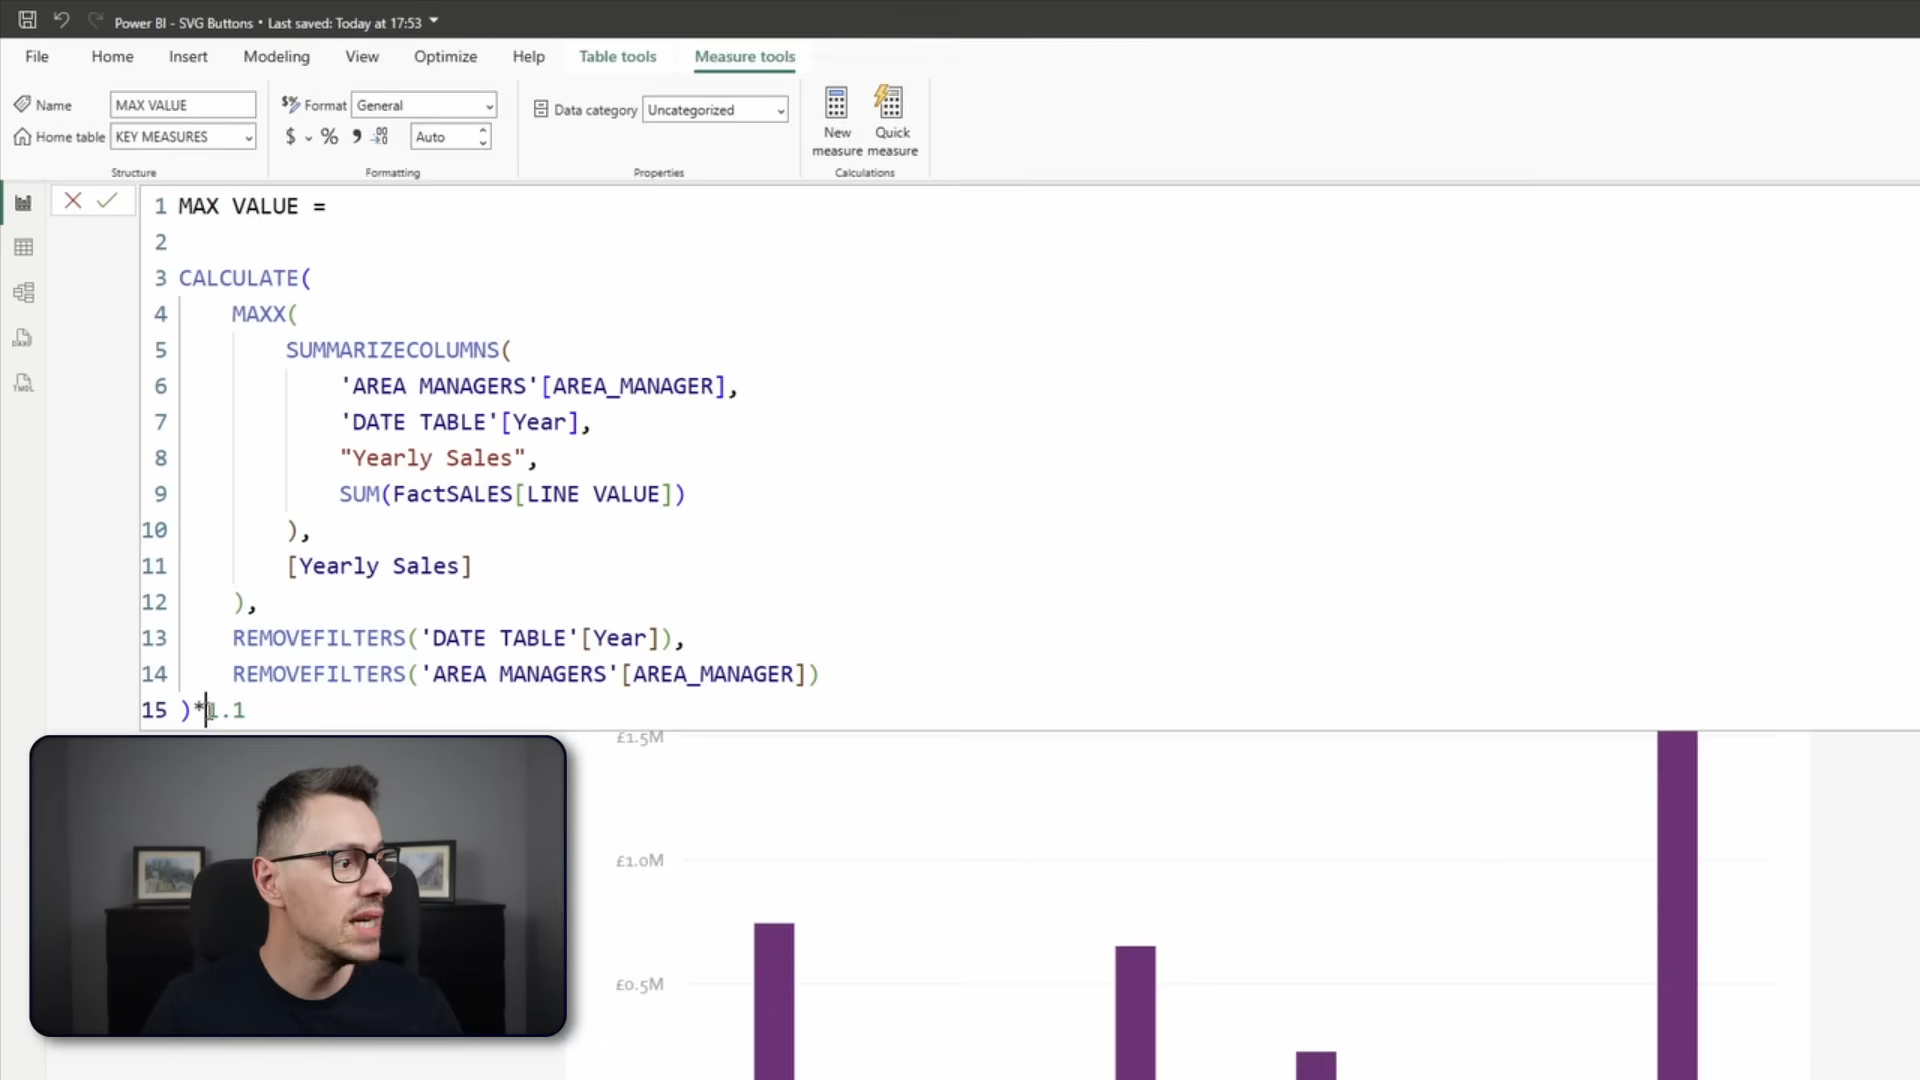 Power BI - SVG Buttons • Last saved: Today at 17:53
File Home Insert Modeling View Optimize Help Table tools Measure tools
Name MAX VALUE
Home table KEY MEASURES
Structure
Format General
$ % Auto
Formatting
Data category Uncategorized
Properties
New measure
Quick measure
Calculations
1 MAX VALUE =
2
3 CALCULATE(
4 MAXX(
5 SUMMARIZECOLUMNS(
6 'AREA MANAGERS'[AREA_MANAGER],
7 'DATE TABLE'[Year],
8 "Yearly Sales",
9 SUM(FactSALES[LINE VALUE])
10 ),
11 [Yearly Sales]
12 ),
13 REMOVEFILTERS('DATE TABLE'[Year]),
14 REMOVEFILTERS('AREA MANAGERS'[AREA_MANAGER])
15 )*1.1
DAX
TMDL
£1.5M
£1.0M
£0.5M